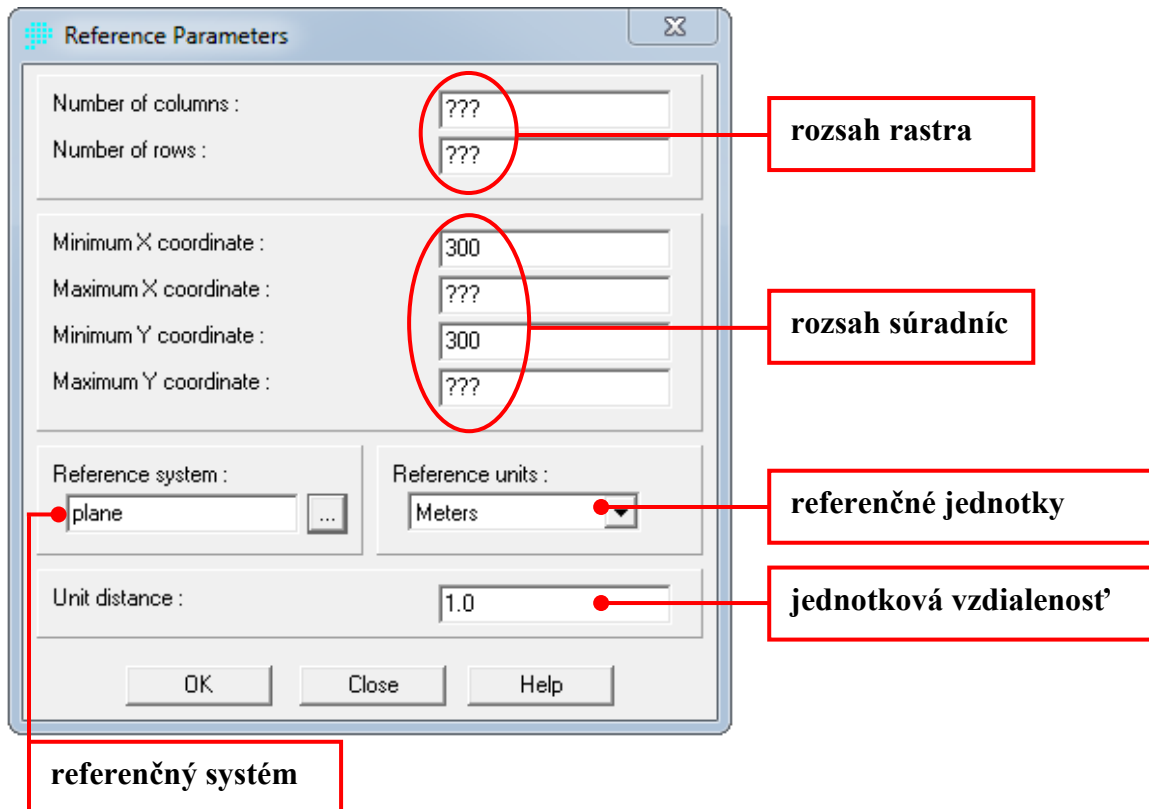 Reference Parameters
Number of columns :
???
rozsah rastra
Number of rows :
???
Minimum X coordinate :
300
Maximum X coordinate :
???
rozsah súradníc
Minimum Y coordinate :
300
Maximum Y coordinate :
???
Reference system :
plane
...
Reference units :
Meters
referenčné jednotky
Unit distance :
1.0
jednotková vzdialenosť
OK
Close
Help
referenčný systém